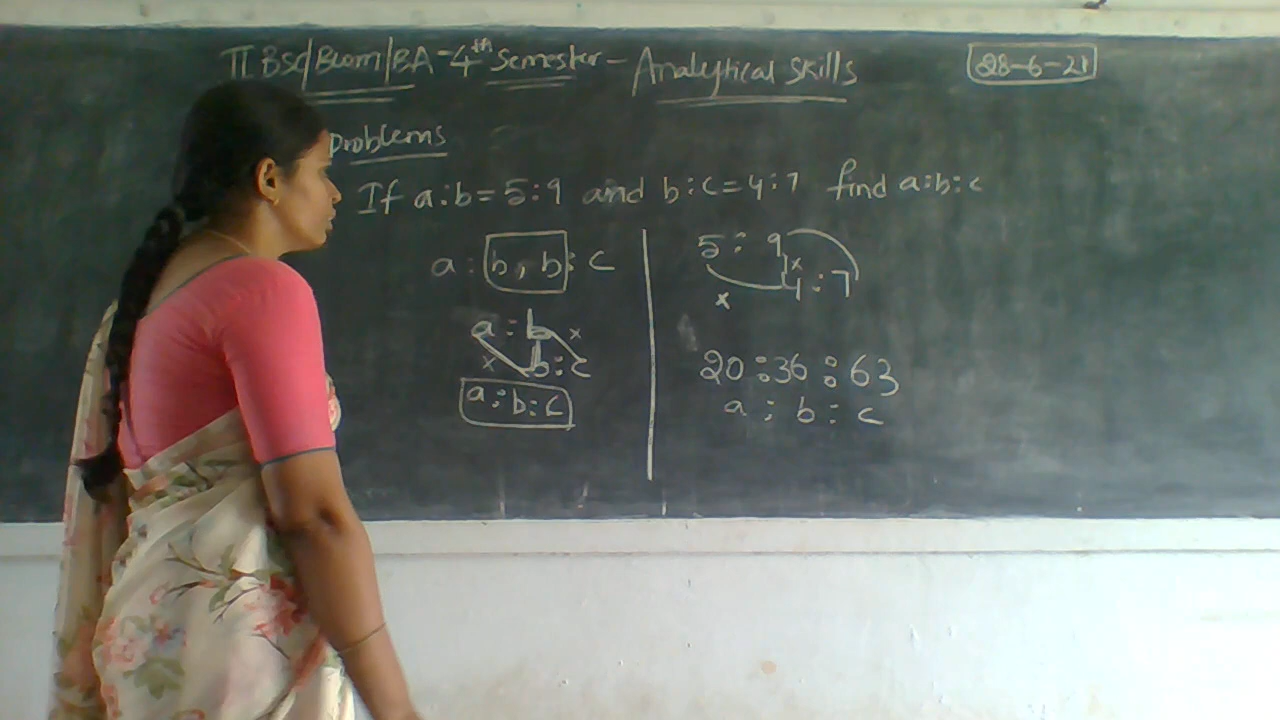 II BSc/Bcom/BA-4th Semester - Analytical Skills
28-6-21
Problems
If a:b=5:9 and b:c=4:7 find a:b:c
a:b, b:c
a:b x
x b:c
a:b:c
5:9
x
4:7
x
20:36:63
a:b:c